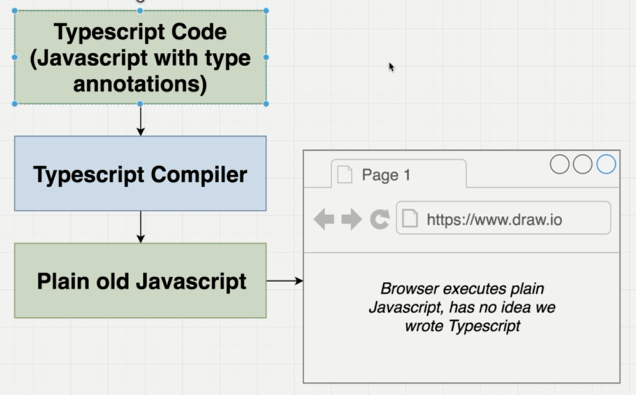 Typescript Code
(Javascript with type
annotations)
Typescript Compiler
Plain old Javascript
Page 1
https://www.draw.io
Browser executes plain
Javascript, has no idea we
wrote Typescript